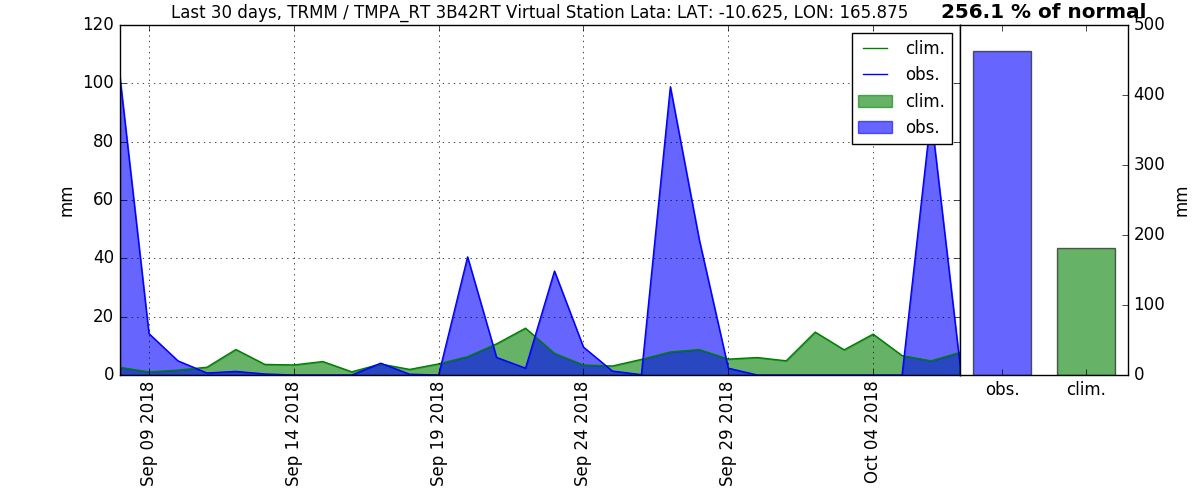 Last 30 days, TRMM / TMPA_RT 3B42RT Virtual Station Lata: LAT: -10.625, LON: 165.875
256.1 % of normal
120
100
80
60
40
20
0
mm
clim.
obs.
clim.
obs.
500
400
300
200
100
0
mm
Sep 09 2018
Sep 14 2018
Sep 19 2018
Sep 24 2018
Sep 29 2018
Oct 04 2018
obs.
clim.